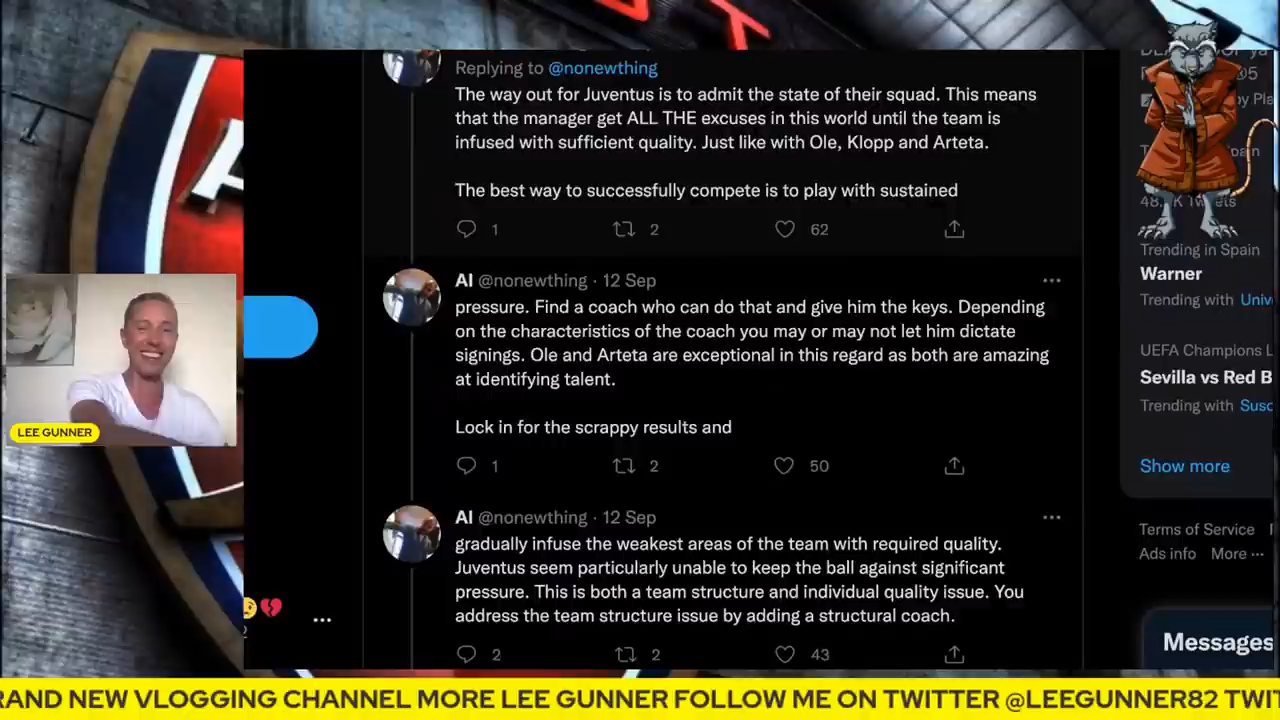 Replying to @nonewthing
The way out for Juventus is to admit the state of their squad. This means
that the manager get ALL THE excuses in this world until the team is
infused with sufficient quality. Just like with Ole, Klopp and Arteta.
The best way to successfully compete is to play with sustained
1 2 62
AI @nonewthing · 12 Sep
pressure. Find a coach who can do that and give him the keys. Depending
on the characteristics of the coach you may or may not let him dictate
signings. Ole and Arteta are exceptional in this regard as both are amazing
at identifying talent.
Lock in for the scrappy results and
1 2 50
AI @nonewthing · 12 Sep
gradually infuse the weakest areas of the team with required quality.
Juventus seem particularly unable to keep the ball against significant
pressure. This is both a team structure and individual quality issue. You
address the team structure issue by adding a structural coach.
2 2 43
Trending in Spain
Warner
Trending with
UEFA Champions L
Sevilla vs Red B
Trending with
Show more
Terms of Service
Ads info More ···
Messages
LEE GUNNER
RAND NEW VLOGGING CHANNEL MORE LEE GUNNER FOLLOW ME ON TWITTER @LEEGUNNER82 TWIT